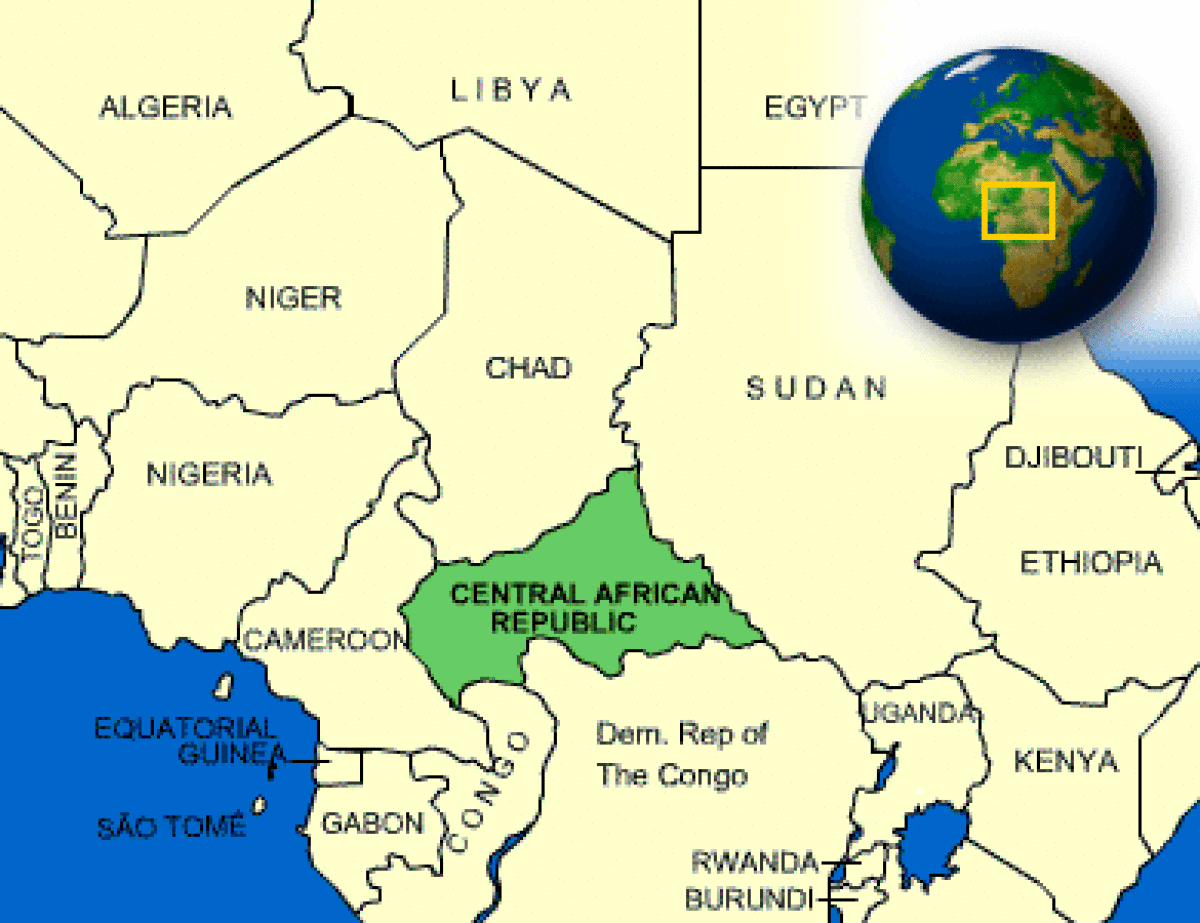 ALGERIA
LIBYA
EGYPT
NIGER
CHAD
SUDAN
DJIBOUTI
NIGERIA
BENIN
TOGO
ETHIOPIA
CENTRAL AFRICAN
REPUBLIC
CAMEROON
UGANDA
EQUATORIAL
GUINEA
Dem. Rep of
The Congo
KENYA
CONGO
SÃO TOMÉ
GABON
RWANDA
BURUNDI